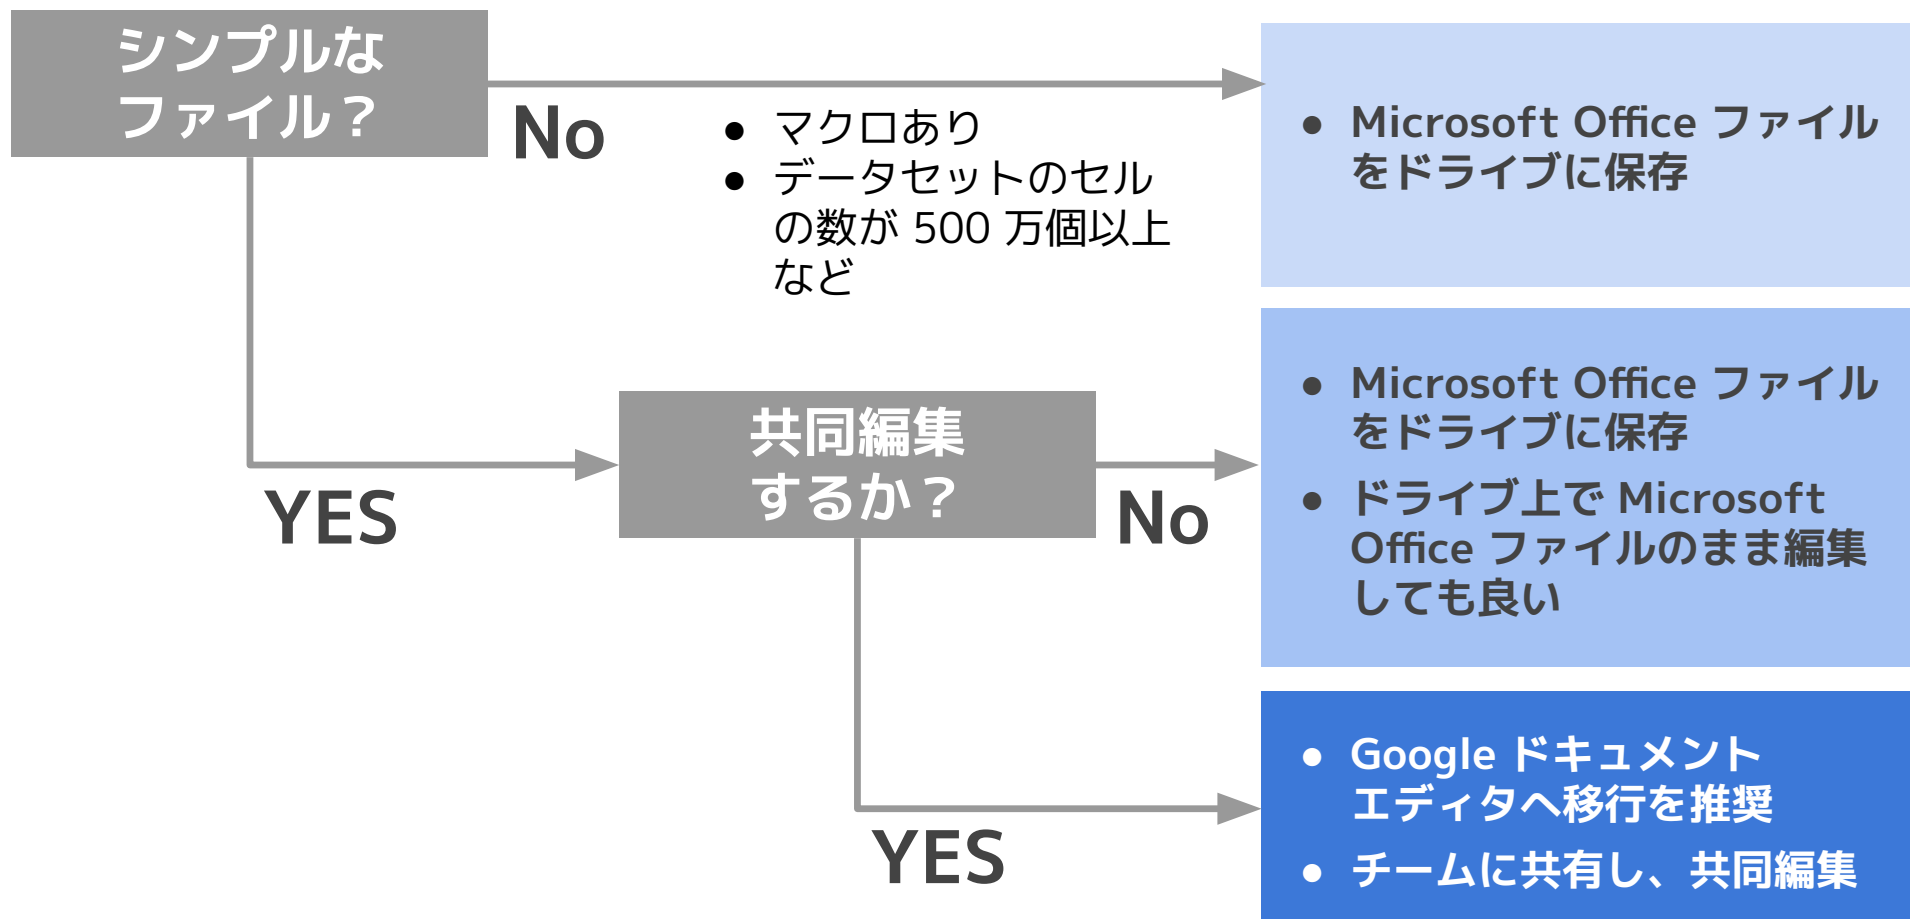 シンプルな
ファイル？
No
● マクロあり
● データセットのセル
の数が 500 万個以上
など
● Microsoft Office ファイル
をドライブに保存
YES
共同編集
するか？
No
● Microsoft Office ファイル
をドライブに保存
● ドライブ上で Microsoft
Office ファイルのまま編集
しても良い
YES
● Google ドキュメント
エディタへ移行を推奨
● チームに共有し、共同編集